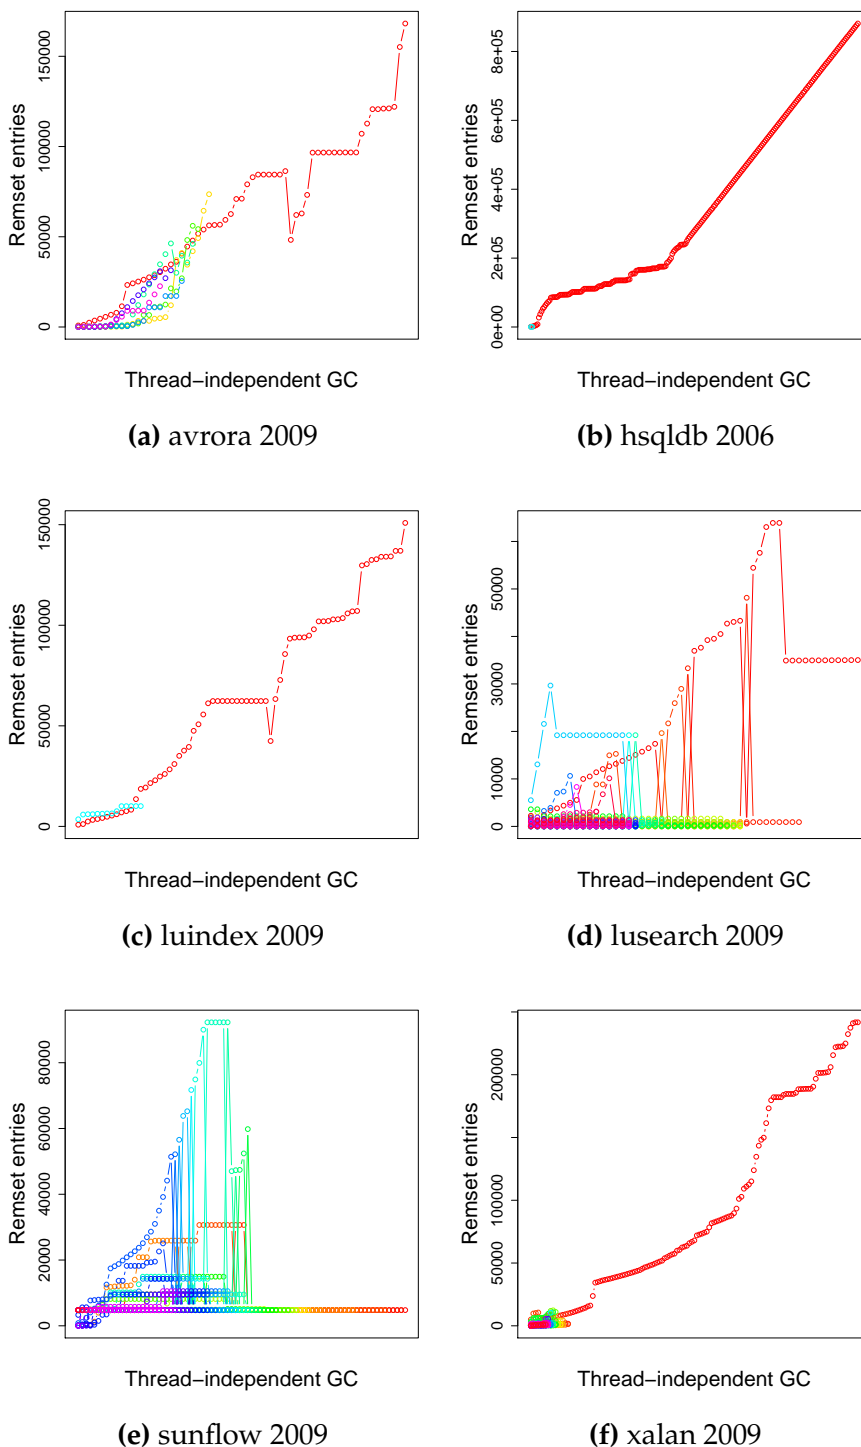 Remset entries
0
50000
100000
150000
Thread−independent GC
(a) avrora 2009
Remset entries
0e+00
2e+05
4e+05
6e+05
8e+05
Thread−independent GC
(b) hsqldb 2006
Remset entries
0
50000
100000
150000
Thread−independent GC
(c) luindex 2009
Remset entries
0
10000
30000
50000
Thread−independent GC
(d) lusearch 2009
Remset entries
0
20000
40000
60000
80000
Thread−independent GC
(e) sunflow 2009
Remset entries
0
50000
100000
200000
Thread−independent GC
(f) xalan 2009